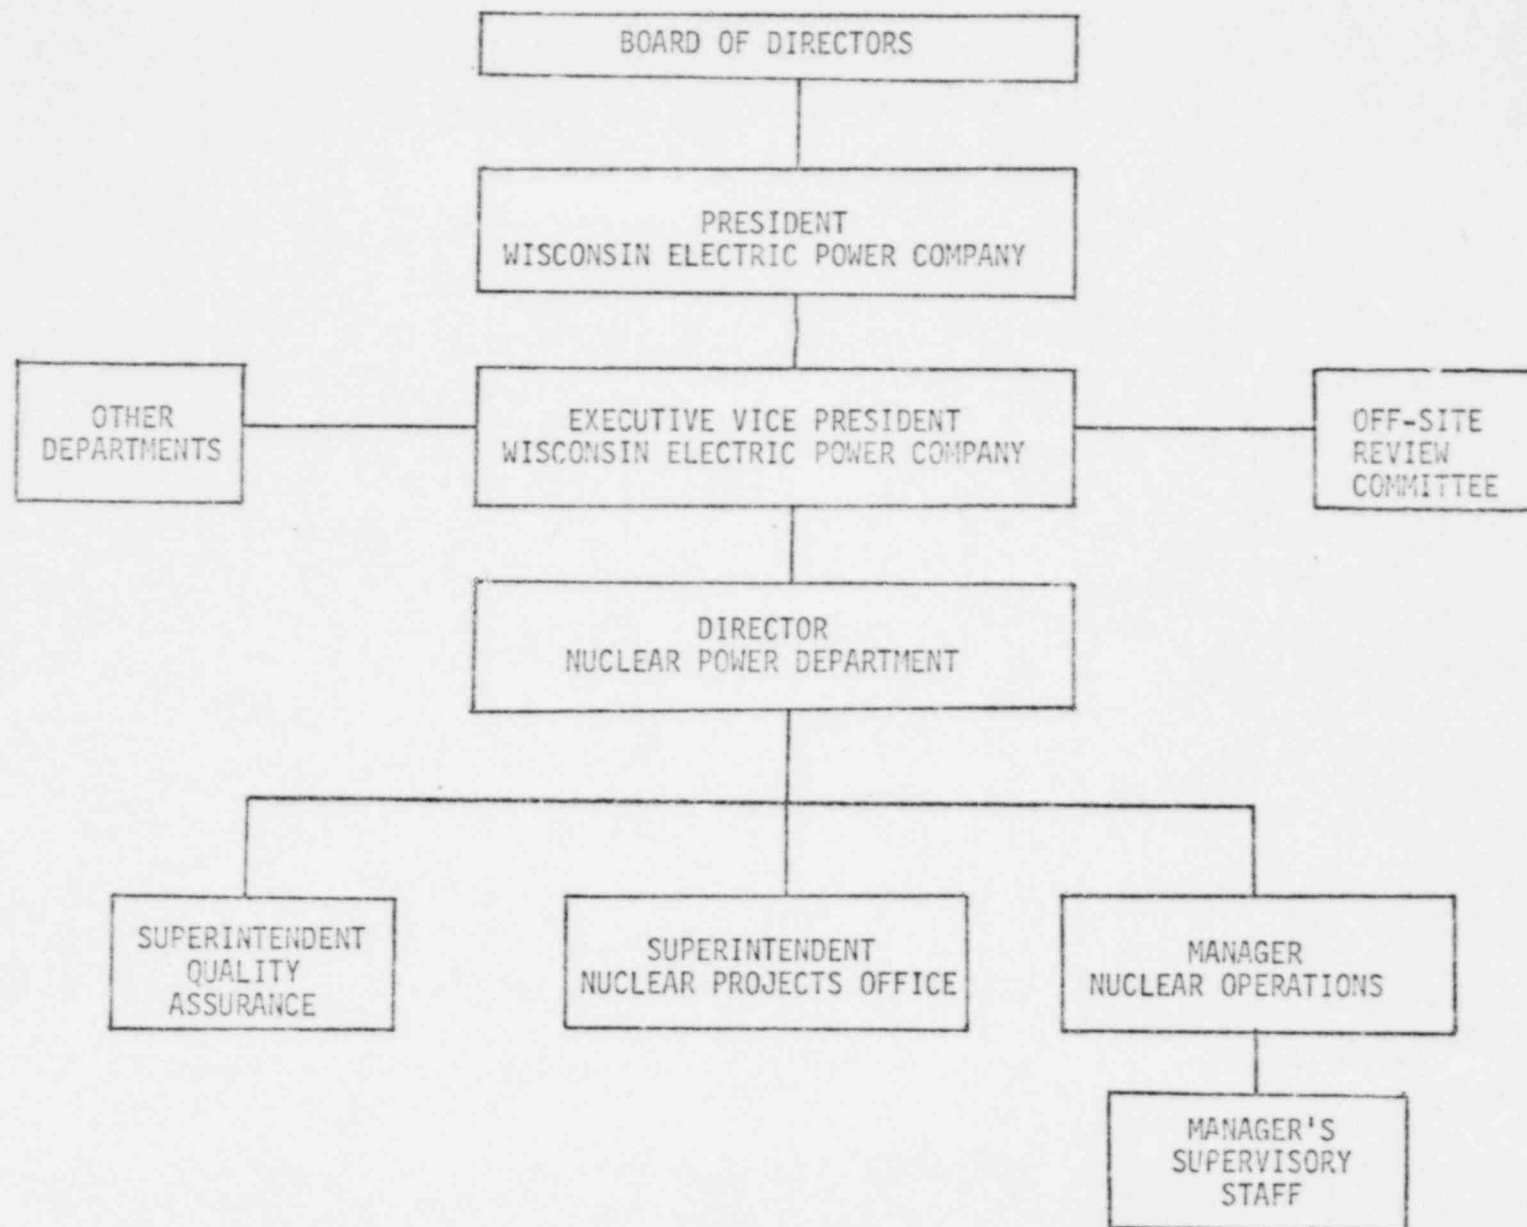 BOARD OF DIRECTORS
PRESIDENT
WISCONSIN ELECTRIC POWER COMPANY
OTHER
DEPARTMENTS
EXECUTIVE VICE PRESIDENT
WISCONSIN ELECTRIC POWER COMPANY
OFF-SITE
REVIEW
COMMITTEE
DIRECTOR
NUCLEAR POWER DEPARTMENT
SUPERINTENDENT
QUALITY
ASSURANCE
SUPERINTENDENT
NUCLEAR PROJECTS OFFICE
MANAGER
NUCLEAR OPERATIONS
MANAGER'S
SUPERVISORY
STAFF